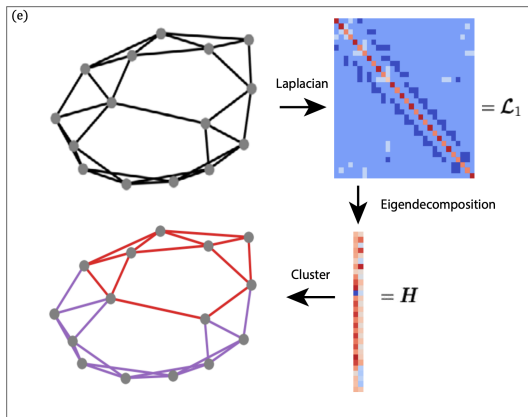 (e)
Laplacian
= 𝓛₁
Eigendecomposition
Cluster
= H